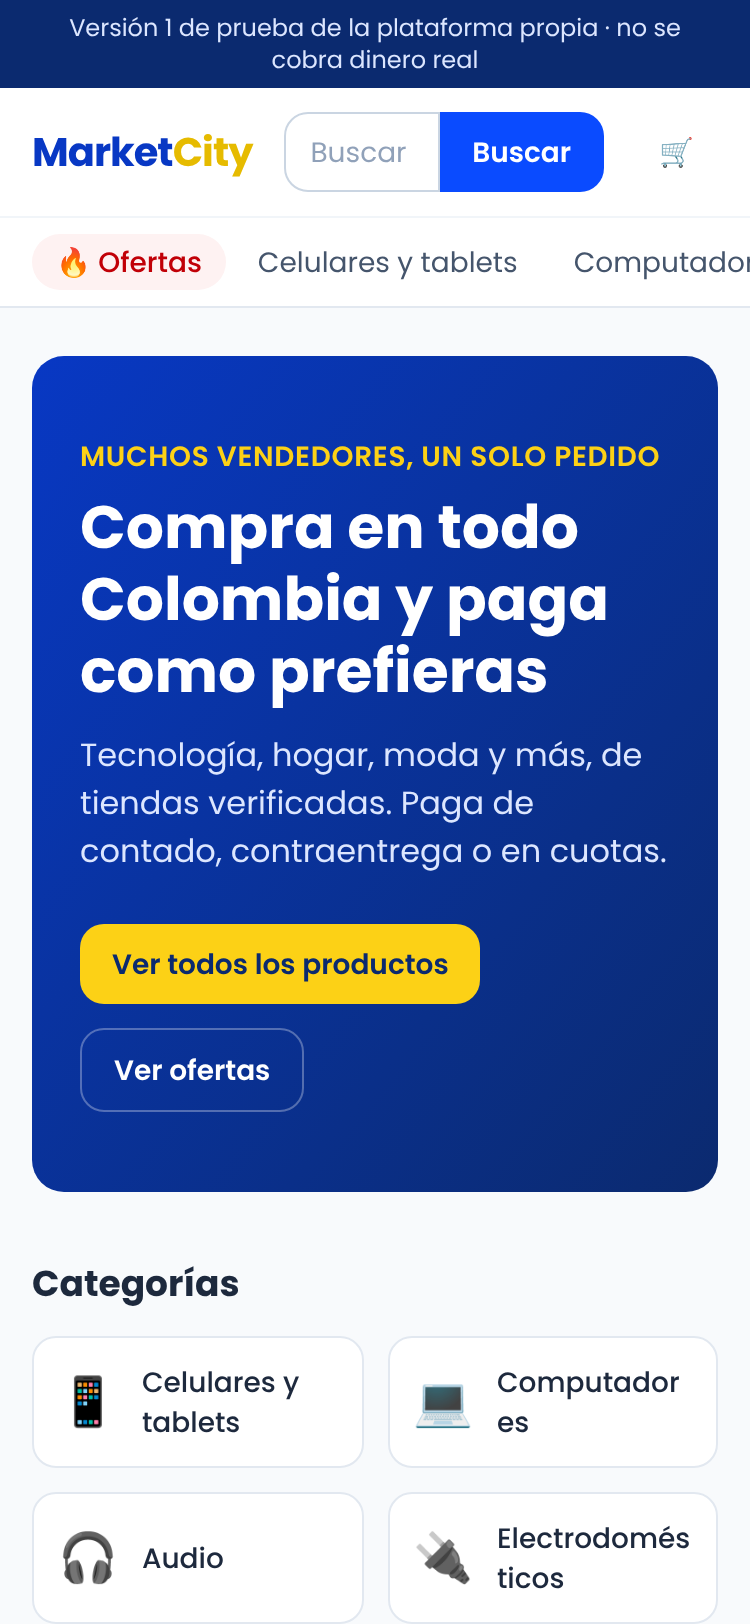 Versión 1 de prueba de la plataforma propia · no se
cobra dinero real
MarketCity
Buscar
Buscar
Ofertas
Celulares y tablets
Computador
MUCHOS VENDEDORES, UN SOLO PEDIDO
Compra en todo
Colombia y paga
como prefieras
Tecnología, hogar, moda y más, de
tiendas verificadas. Paga de
contado, contraentrega o en cuotas.
Ver todos los productos
Ver ofertas
Categorías
Celulares y
tablets
Computador
es
Audio
Electrodomés
ticos